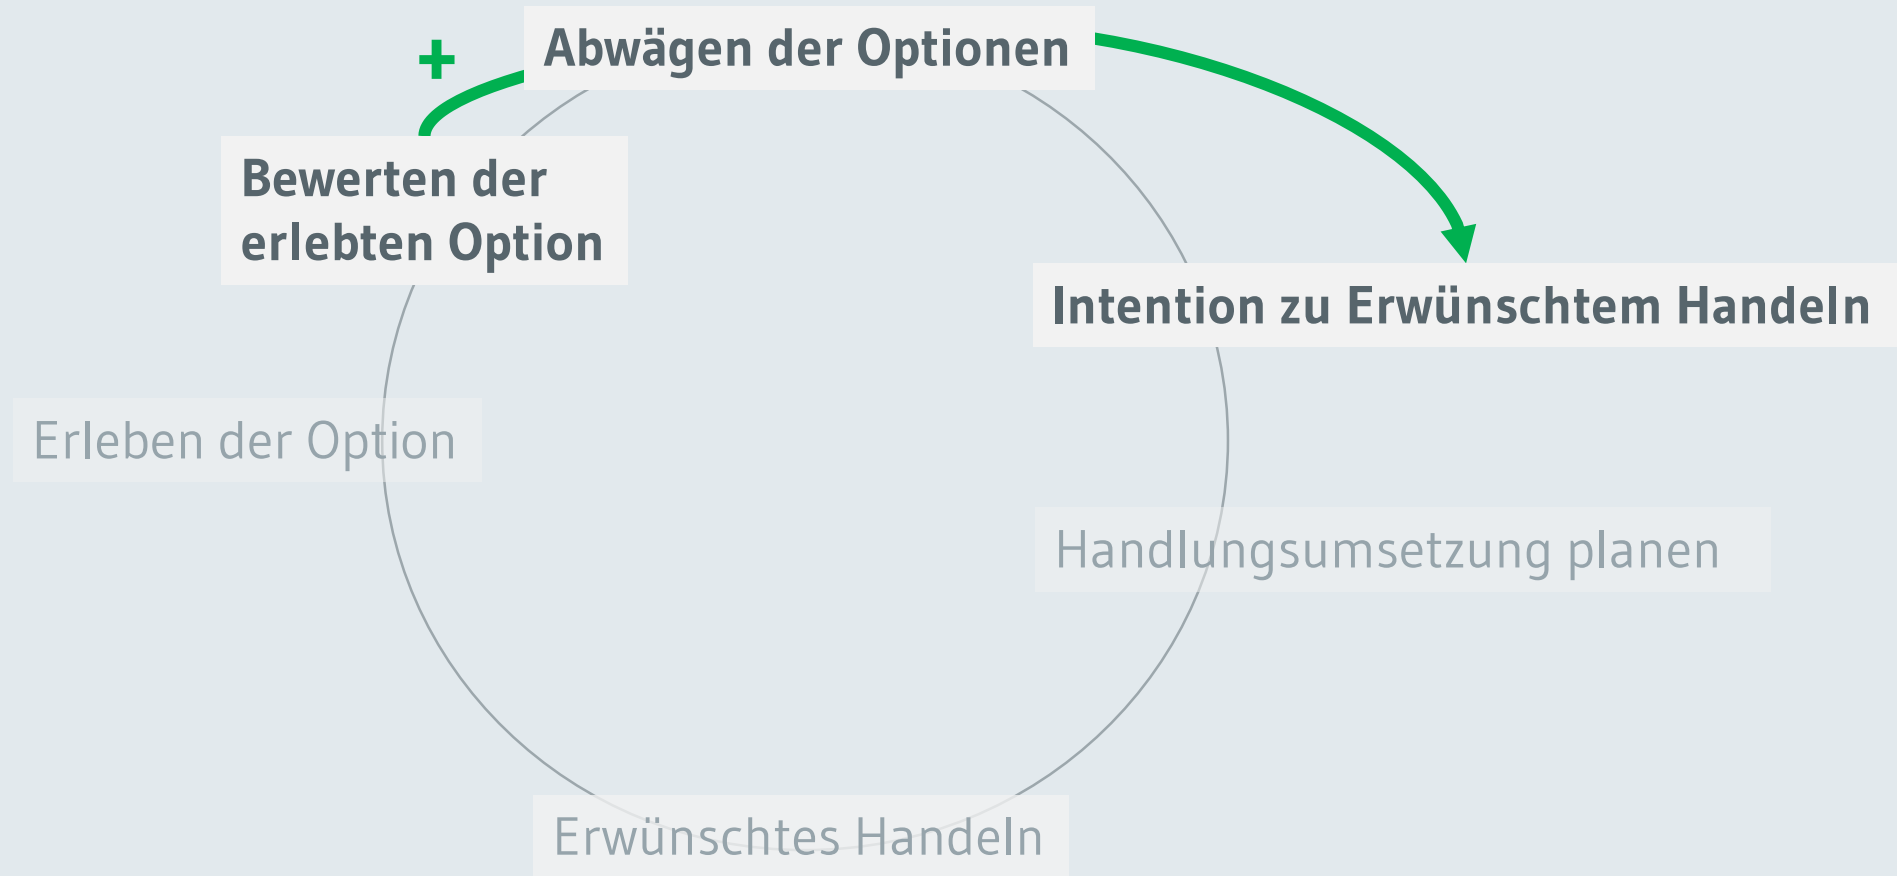 +
Abwägen der Optionen
Bewerten der
erlebten Option
Intention zu Erwünschtem Handeln
Erleben der Option
Handlungsumsetzung planen
Erwünschtes Handeln